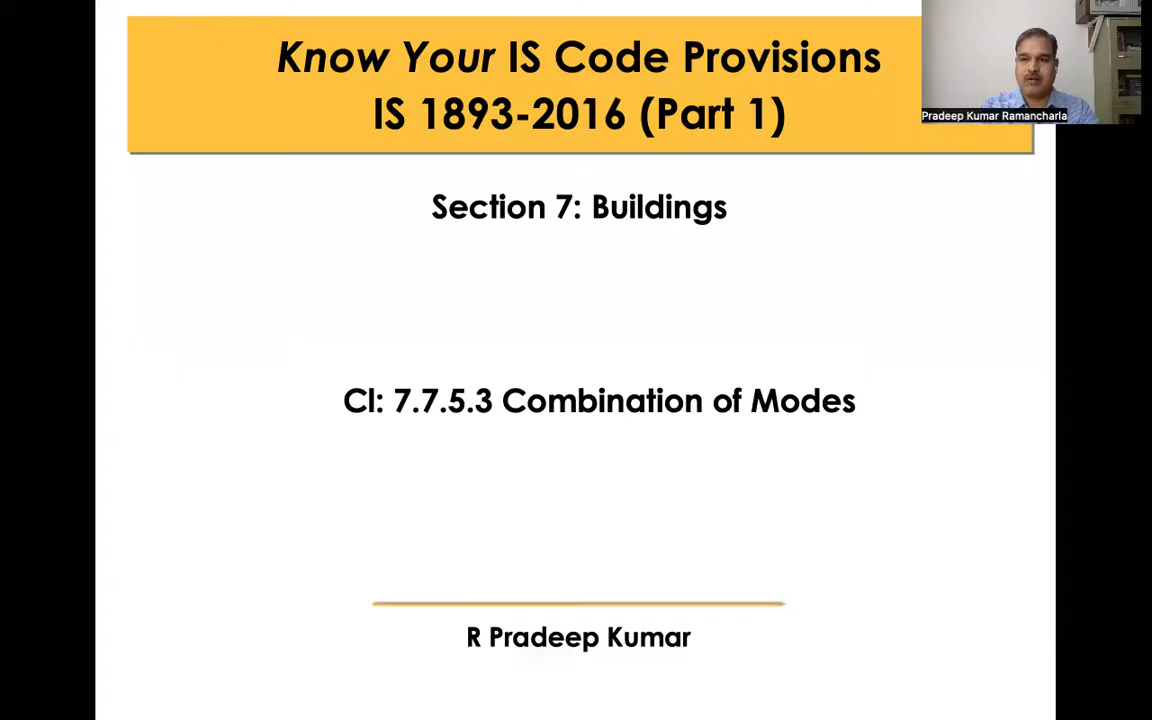 Know Your IS Code Provisions
IS 1893-2016 (Part 1)
Pradeep Kumar Ramancharla
Section 7: Buildings
Cl: 7.7.5.3 Combination of Modes
R Pradeep Kumar